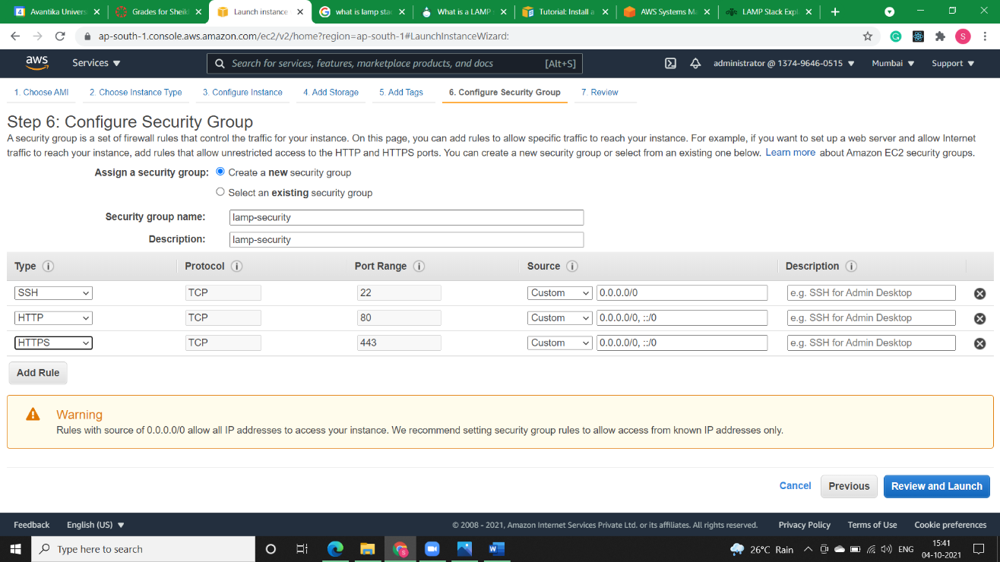 Avantika Univers
Grades for Sheikl
Launch instance
what is lamp sta
What is a LAMP
Tutorial: Install a
AWS Systems Ma
LAMP Stack Expl
ap-south-1.console.aws.amazon.com/ec2/v2/home?region=ap-south-1#LaunchInstanceWizard:
S
aws
Services
Search for services, features, marketplace products, and docs
[Alt+S]
administrator @ 1374-9646-0515
Mumbai
Support
1. Choose AMI
2. Choose Instance Type
3. Configure Instance
4. Add Storage
5. Add Tags
6. Configure Security Group
7. Review
Step 6: Configure Security Group
A security group is a set of firewall rules that control the traffic for your instance. On this page, you can add rules to allow specific traffic to reach your instance. For example, if you want to set up a web server and allow Internet
traffic to reach your instance, add rules that allow unrestricted access to the HTTP and HTTPS ports. You can create a new security group or select from an existing one below. Learn more about Amazon EC2 security groups.
Assign a security group: Create a new security group
Select an existing security group
Security group name: lamp-security
Description: lamp-security
Type Protocol Port Range Source Description
SSH TCP 22 Custom 0.0.0.0/0 e.g. SSH for Admin Desktop
HTTP TCP 80 Custom 0.0.0.0/0, ::/0 e.g. SSH for Admin Desktop
HTTPS TCP 443 Custom 0.0.0.0/0, ::/0 e.g. SSH for Admin Desktop
Add Rule
Warning
Rules with source of 0.0.0.0/0 allow all IP addresses to access your instance. We recommend setting security group rules to allow access from known IP addresses only.
Cancel
Previous
Review and Launch
Feedback
English (US)
© 2008 - 2021, Amazon Internet Services Private Ltd. or its affiliates. All rights reserved.
Privacy Policy
Terms of Use
Cookie preferences
Type here to search
26°C Rain
ENG
15:41
04-10-2021